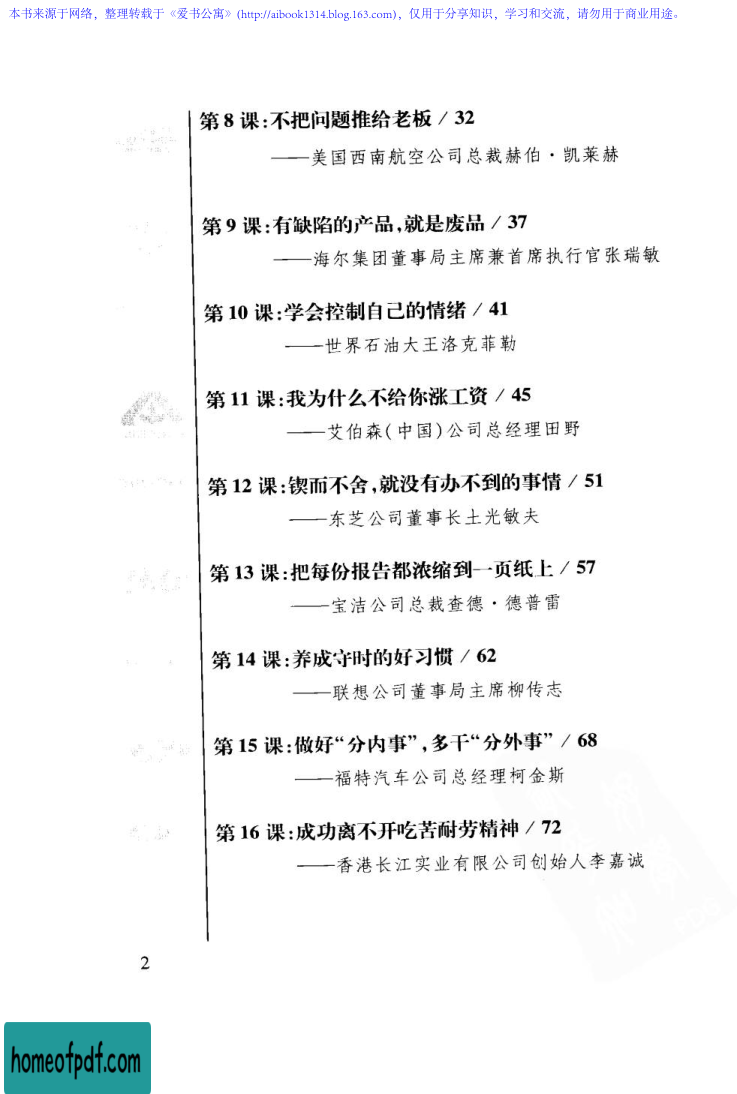 本书来源于网络，整理转载于《爱书公寓》(http://aibook1314.blog.163.com)，仅用于分享知识，学习和交流，请勿用于商业用途。
第 8 课:不把问题推给老板 / 32
——美国西南航空公司总裁赫伯·凯莱赫
第 9 课:有缺陷的产品,就是废品 / 37
——海尔集团董事局主席兼首席执行官张瑞敏
第 10 课:学会控制自己的情绪 / 41
——世界石油大王洛克菲勒
第 11 课:我为什么不给你涨工资 / 45
——艾伯森(中国)公司总经理田野
第 12 课:锲而不舍,就没有办不到的事情 / 51
——东芝公司董事长土光敏夫
第 13 课:把每份报告都浓缩到一页纸上 / 57
——宝洁公司总裁查德·德普雷
第 14 课:养成守时的好习惯 / 62
——联想公司董事局主席柳传志
第 15 课:做好“分内事”,多干“分外事” / 68
——福特汽车公司总经理柯金斯
第 16 课:成功离不开吃苦耐劳精神 / 72
——香港长江实业有限公司创始人李嘉诚
2
homeofpdf.com